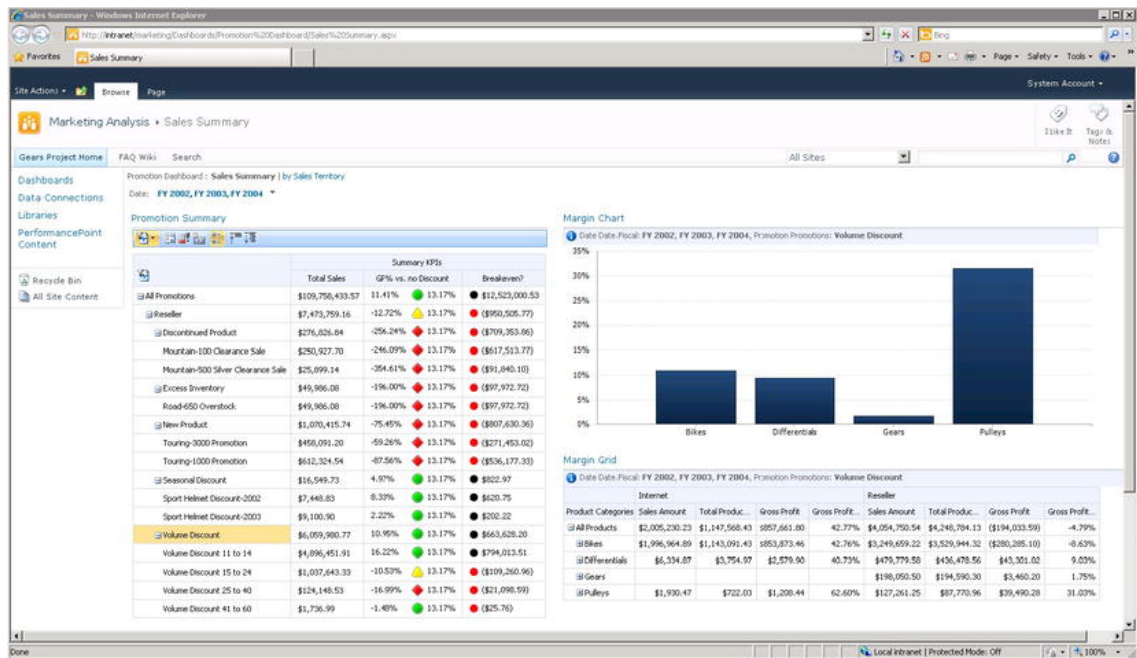 Sales Summary - Windows Internet Explorer
http://intranet/marketing/Dashboards/Promotion%20Dashboard/Sales%20Summary.aspx
Bing
Favorites Sales Summary
Page Safety Tools
Site Actions Browse Page System Account
Marketing Analysis Sales Summary
I Like It Tags & Notes
Gears Project Home FAQ Wiki Search All Sites
Dashboards
Data Connections
Libraries
PerformancePoint Content
Recycle Bin
All Site Content
Promotion Dashboard : Sales Summary | by Sales Territory
Date: FY 2002, FY 2003, FY 2004
Promotion Summary
Summary KPIs
Total Sales GP% vs. no Discount Breakeven?
All Promotions $109,758,433.57 11.41% 13.17% $12,523,000.53
Reseller $7,473,759.16 -12.72% 13.17% ($950,505.77)
Discontinued Product $276,826.84 -256.24% 13.17% ($709,353.86)
Mountain-100 Clearance Sale $250,927.70 -246.09% 13.17% ($617,513.77)
Mountain-500 Silver Clearance Sale $25,899.14 -354.61% 13.17% ($91,840.10)
Excess Inventory $49,986.08 -196.00% 13.17% ($97,972.72)
Road-650 Overstock $49,986.08 -196.00% 13.17% ($97,972.72)
New Product $1,070,415.74 -75.45% 13.17% ($807,630.36)
Touring-3000 Promotion $458,091.20 -59.26% 13.17% ($271,453.02)
Touring-1000 Promotion $612,324.54 -87.56% 13.17% ($536,177.33)
Seasonal Discount $16,549.73 4.97% 13.17% $822.97
Sport Helmet Discount-2002 $7,448.83 8.33% 13.17% $620.75
Sport Helmet Discount-2003 $9,100.90 2.22% 13.17% $202.22
Volume Discount $6,059,980.77 10.95% 13.17% $663,628.20
Volume Discount 11 to 14 $4,896,451.91 16.22% 13.17% $794,013.51
Volume Discount 15 to 24 $1,037,643.33 -10.53% 13.17% ($109,260.96)
Volume Discount 25 to 40 $124,148.53 -16.99% 13.17% ($21,098.59)
Volume Discount 41 to 60 $1,736.99 -1.48% 13.17% ($25.76)
Margin Chart
Date Date.Fiscal: FY 2002, FY 2003, FY 2004, Promotion Promotions: Volume Discount
35%
30%
25%
20%
15%
10%
5%
0%
Bikes Differentials Gears Pulleys
Margin Grid
Date Date.Fiscal: FY 2002, FY 2003, FY 2004, Promotion Promotions: Volume Discount
Internet Reseller
Product Categories Sales Amount Total Produc... Gross Profit Gross Profit... Sales Amount Total Produc... Gross Profit Gross Profit...
All Products $2,005,230.23 $1,147,568.43 $857,661.80 42.77% $4,054,750.54 $4,248,784.13 ($194,033.59) -4.79%
Bikes $1,996,964.89 $1,143,091.43 $853,873.46 42.76% $3,249,659.22 $3,529,944.32 ($280,285.10) -8.63%
Differentials $6,334.87 $3,754.97 $2,579.90 40.73% $479,779.58 $436,478.56 $43,301.02 9.03%
Gears $198,050.50 $194,590.30 $3,460.20 1.75%
Pulleys $1,930.47 $722.03 $1,208.44 62.60% $127,261.25 $87,770.96 $39,490.28 31.03%
Done Local intranet | Protected Mode: Off 100%